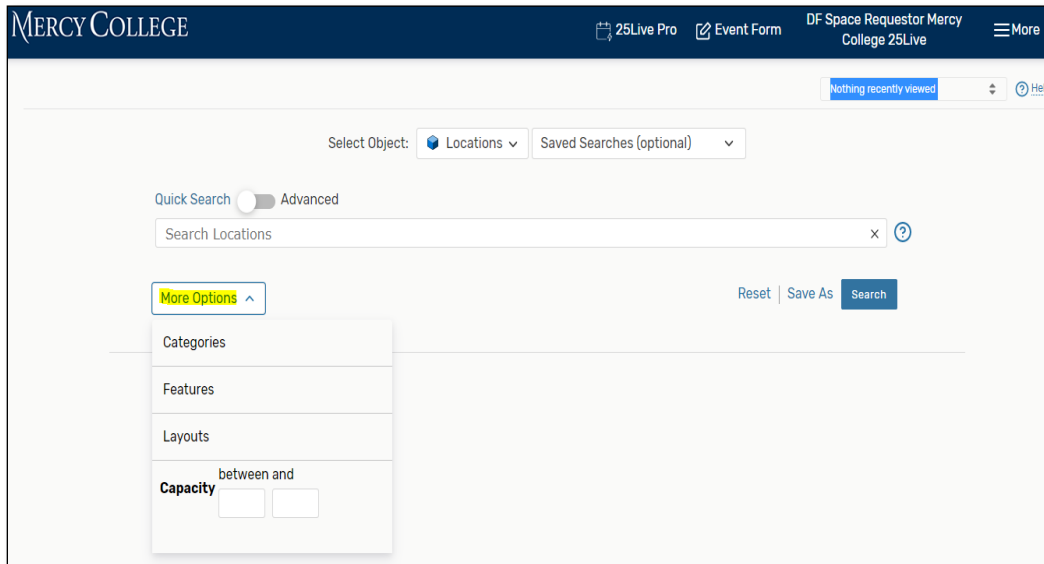 MERCY COLLEGE
25Live Pro
Event Form
DF Space Requestor Mercy
College 25Live
More
Nothing recently viewed
Hel
Select Object:
Locations
Saved Searches (optional)
Quick Search
Advanced
Search Locations
x
?
More Options
Reset | Save As
Search
Categories
Features
Layouts
between and
Capacity